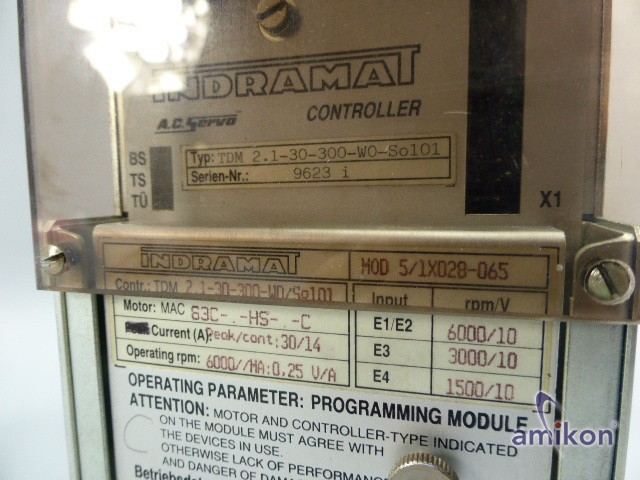 INDRAMAT
A.C. Servo CONTROLLER
BS
TS
TÜ
Typ: TDM 2.1-30-300-W0-So101
Serien-Nr.: 9623 i
X1
INDRAMAT MOD 5/1X028-065
Contr.: TDM 2.1-30-300-W0/So101 Input rpm/V
Motor: MAC 63C-.-HS-.-C E1/E2 6000/10
Current (A) Peak/cont: 30/14 E3 3000/10
Operating rpm: 6000//MA:0,25 V/A E4 1500/10
OPERATING PARAMETER: PROGRAMMING MODULE
ATTENTION: MOTOR AND CONTROLLER-TYPE INDICATED
ON THE MODULE MUST AGREE WITH
THE DEVICES IN USE.
OTHERWISE LACK OF PERFORMANCE
AND DANGER OF
amikon